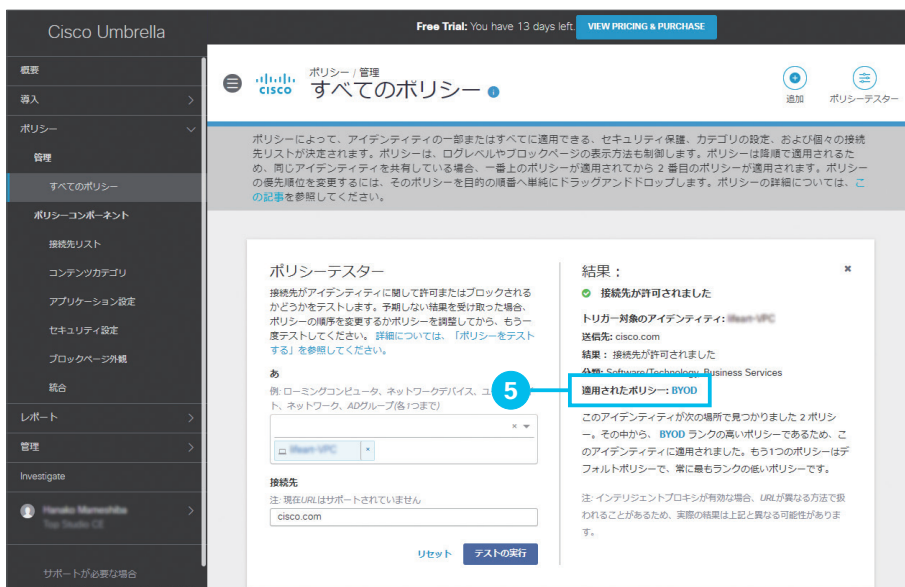 Cisco Umbrella
Free Trial: You have 13 days left.
VIEW PRICING & PURCHASE
概要
導入
ポリシー
管理
すべてのポリシー
ポリシーコンポーネント
接続先リスト
コンテンツカテゴリ
アプリケーション設定
セキュリティ設定
ブロックページ外観
統合
レポート
管理
Investigate
サポートが必要な場合
cisco
ポリシー / 管理
すべてのポリシー
追加
ポリシーテスター
ポリシーによって、アイデンティティの一部またはすべてに適用できる、セキュリティ保護、カテゴリの設定、および個々の接続
先リストが決定されます。ポリシーは、ログレベルやブロックページの表示方法も制御します。ポリシーは降順で適用されるた
め、同じアイデンティティを共有している場合、一番上のポリシーが適用されてから 2 番目のポリシーが適用されます。ポリシー
の優先順位を変更するには、そのポリシーを目的の順番へ単純にドラッグアンドドロップします。ポリシーの詳細については、こ
の記事を参照してください。
ポリシーテスター
接続先がアイデンティティに関して許可またはブロックされる
かどうかをテストします。予期しない結果を受け取った場合、
ポリシーの順序を変更するかポリシーを調整してから、もう一
度テストしてください。 詳細については、「ポリシーをテスト
する」を参照してください。
あ
例: ローミングコンピュータ、ネットワークデバイス、ユ
ト、ネットワーク、ADグループ(各1つまで)
接続先
注: 現在URLはサポートされていません
cisco.com
リセット
テストの実行
5
結果：
接続先が許可されました
トリガー対象のアイデンティティ:
送信先: cisco.com
結果： 接続先が許可されました
分類: Software/Technology, Business Services
適用されたポリシー: BYOD
このアイデンティティが次の場所で見つかりました 2 ポリシ
ー。その中から、 BYOD ランクの高いポリシーであるため、こ
のアイデンティティに適用されました。もう1つのポリシーはデ
フォルトポリシーで、常に最もランクの低いポリシーです。
注: インテリジェントプロキシが有効な場合、URLが異なる方法で扱
われることがあるため、実際の結果は上記と異なる可能性がありま
す。